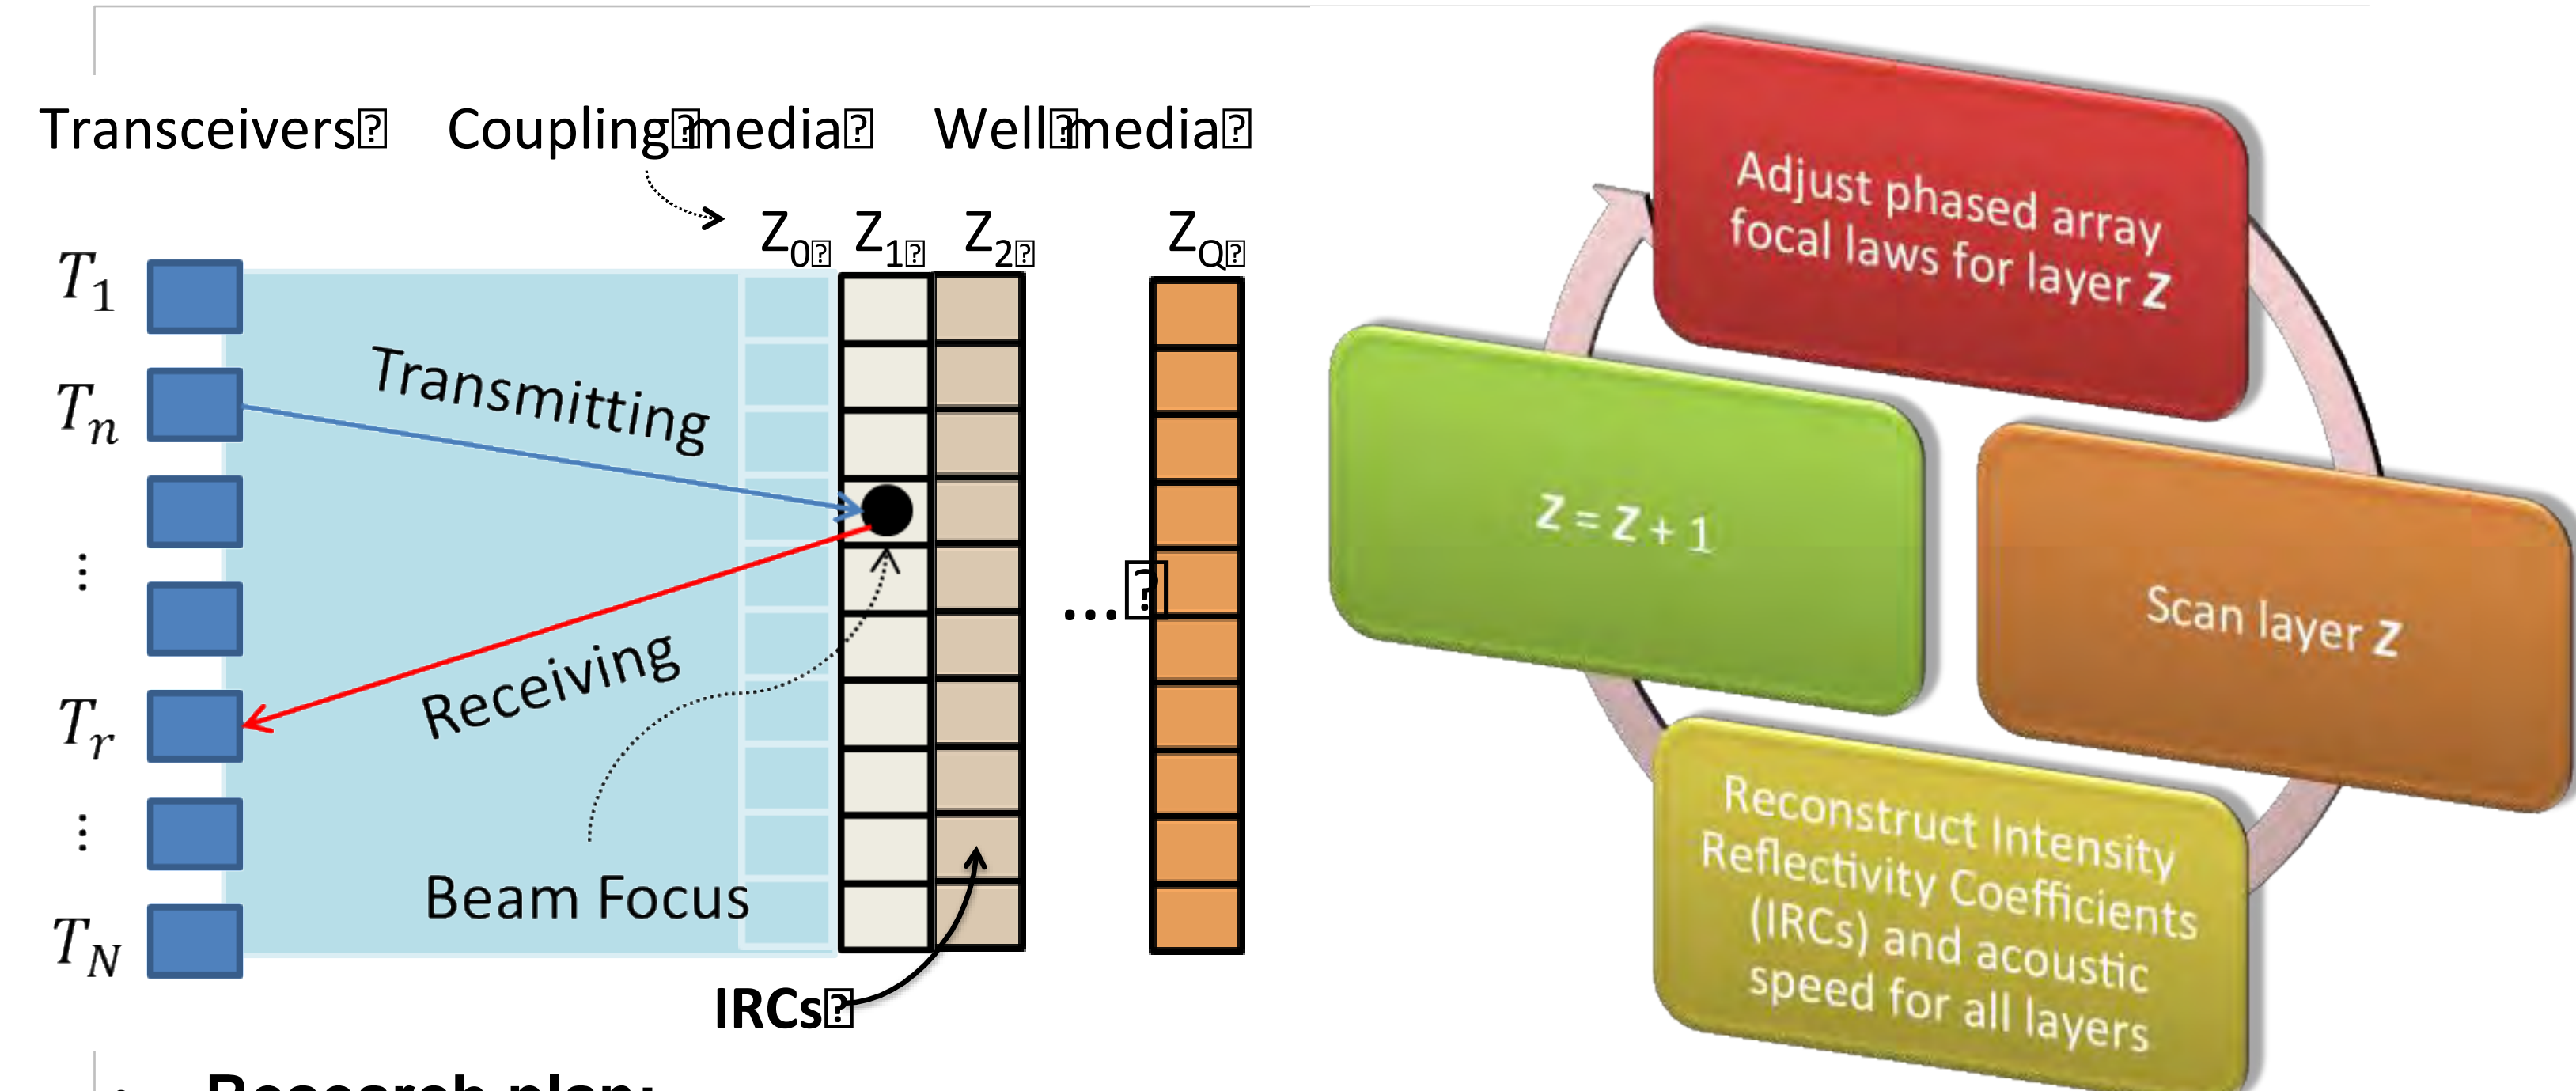 Transceivers
Coupling media
Well media
Z0 Z1 Z2 ZQ
T1
Tn
⋮
Tr
⋮
TN
Transmitting
Receiving
Beam Focus
IRCs
...
Adjust phased array
focal laws for layer Z
Z = Z + 1
Scan layer Z
Reconstruct Intensity
Reflectivity Coefficients
(IRCs) and acoustic
speed for all layers
Research plan: